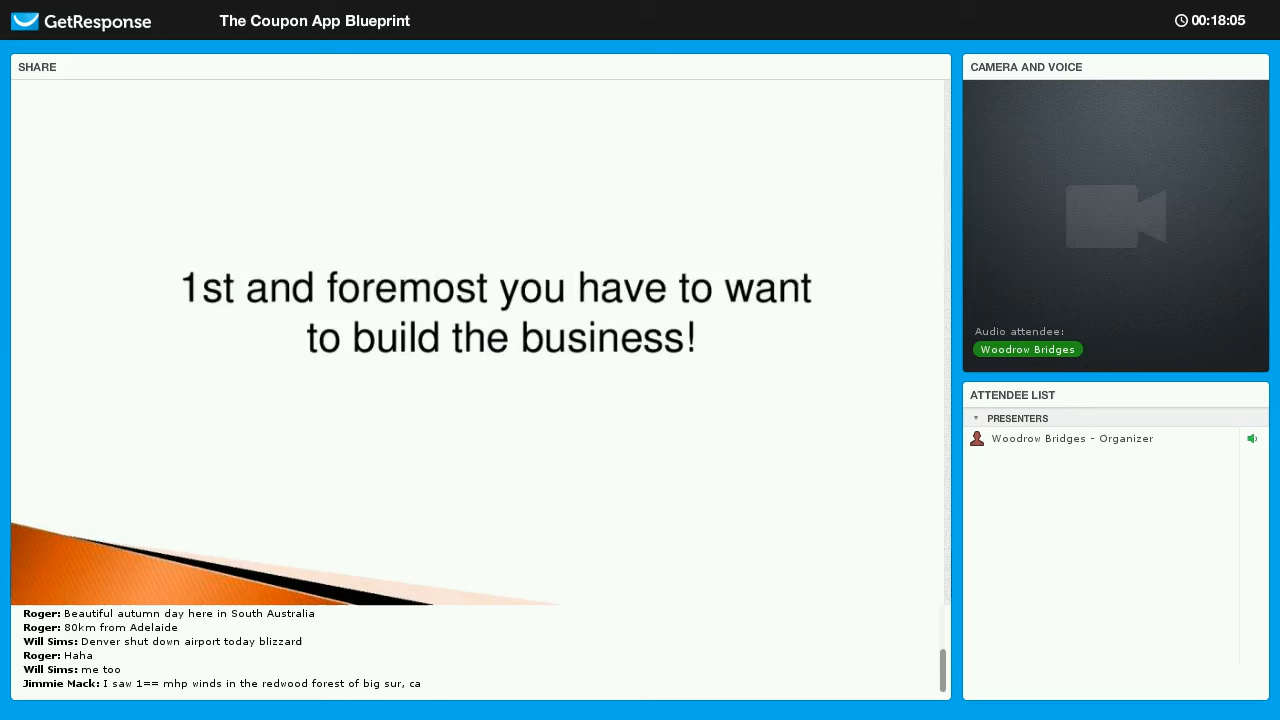 GetResponse
The Coupon App Blueprint
00:18:05
SHARE
1st and foremost you have to want
to build the business!
Roger: Beautiful autumn day here in South Australia
Roger: 80km from Adelaide
Will Sims: Denver shut down airport today blizzard
Roger: Haha
Will Sims: me too
Jimmie Mack: I saw 1== mhp winds in the redwood forest of big sur, ca
CAMERA AND VOICE
Audio attendee:
Woodrow Bridges
ATTENDEE LIST
PRESENTERS
Woodrow Bridges - Organizer